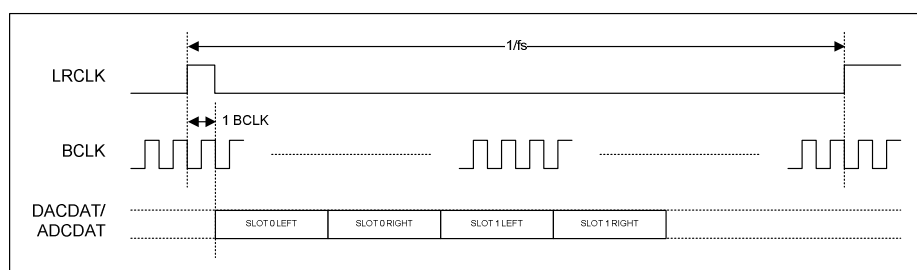 1/fs
LRCLK
1 BCLK
BCLK
DACDAT/
ADCDAT
SLOT 0 LEFT
SLOT 0 RIGHT
SLOT 1 LEFT
SLOT 1 RIGHT